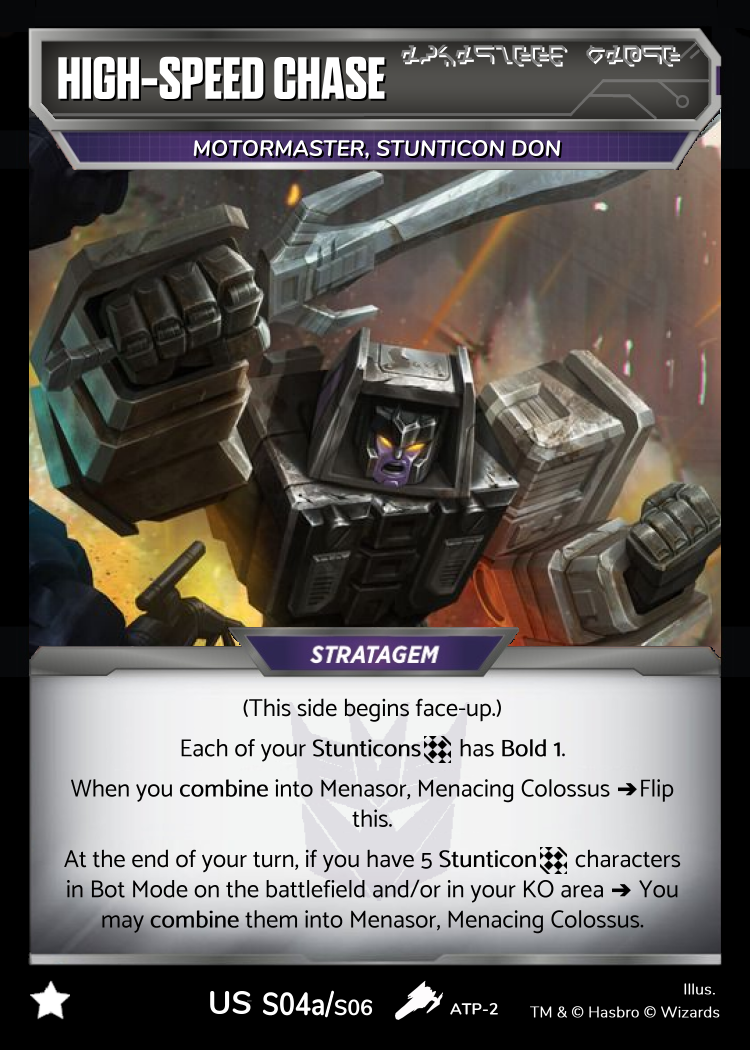 HIGH-SPEED CHASE
MOTORMASTER, STUNTICON DON
STRATAGEM
(This side begins face-up.)
Each of your Stunticons has Bold 1.
When you combine into Menasor, Menacing Colossus ➔Flip
this.
At the end of your turn, if you have 5 Stunticon characters
in Bot Mode on the battlefield and/or in your KO area ➔ You
may combine them into Menasor, Menacing Colossus.
US S04a/S06
ATP-2
Illus.
TM & © Hasbro © Wizards